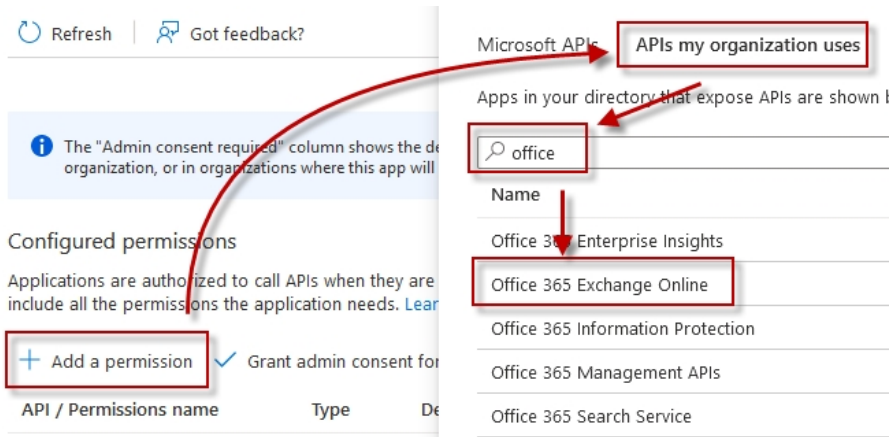 Refresh
Got feedback?
The "Admin consent required" column shows the de
organization, or in organizations where this app will
Configured permissions
Applications are authorized to call APIs when they are
include all the permissions the application needs. Lear
Add a permission
Grant admin consent for
API / Permissions name Type De
Microsoft APIs
APIs my organization uses
Apps in your directory that expose APIs are shown b
office
Name
Office 365 Enterprise Insights
Office 365 Exchange Online
Office 365 Information Protection
Office 365 Management APIs
Office 365 Search Service